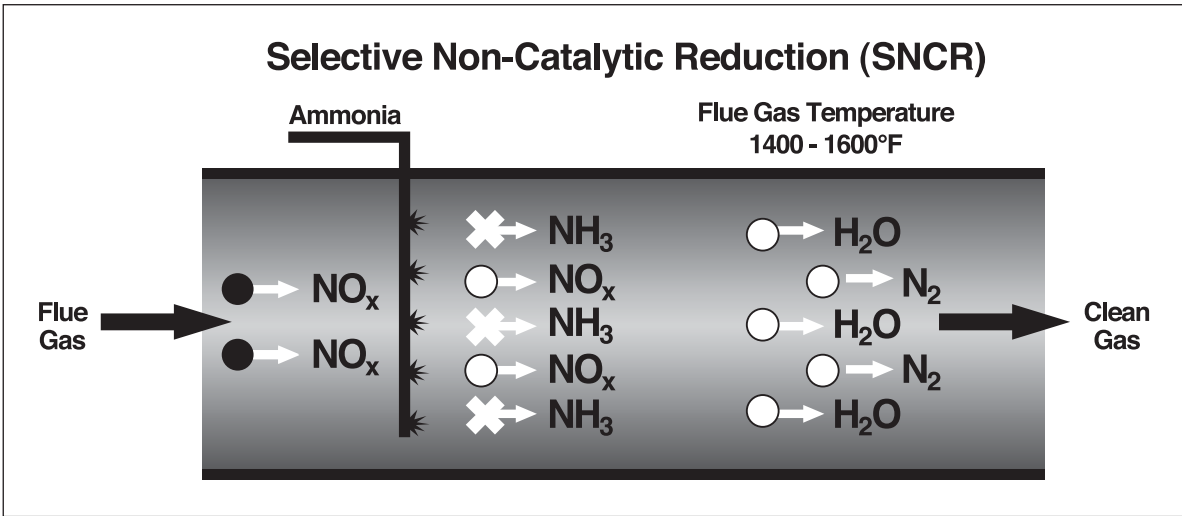 Selective Non-Catalytic Reduction (SNCR)
Ammonia
Flue Gas Temperature
1400 - 1600°F
Flue
Gas
NOₓ
NOₓ
NH₃
NOₓ
NH₃
NOₓ
NH₃
H₂O
N₂
H₂O
N₂
H₂O
Clean
Gas